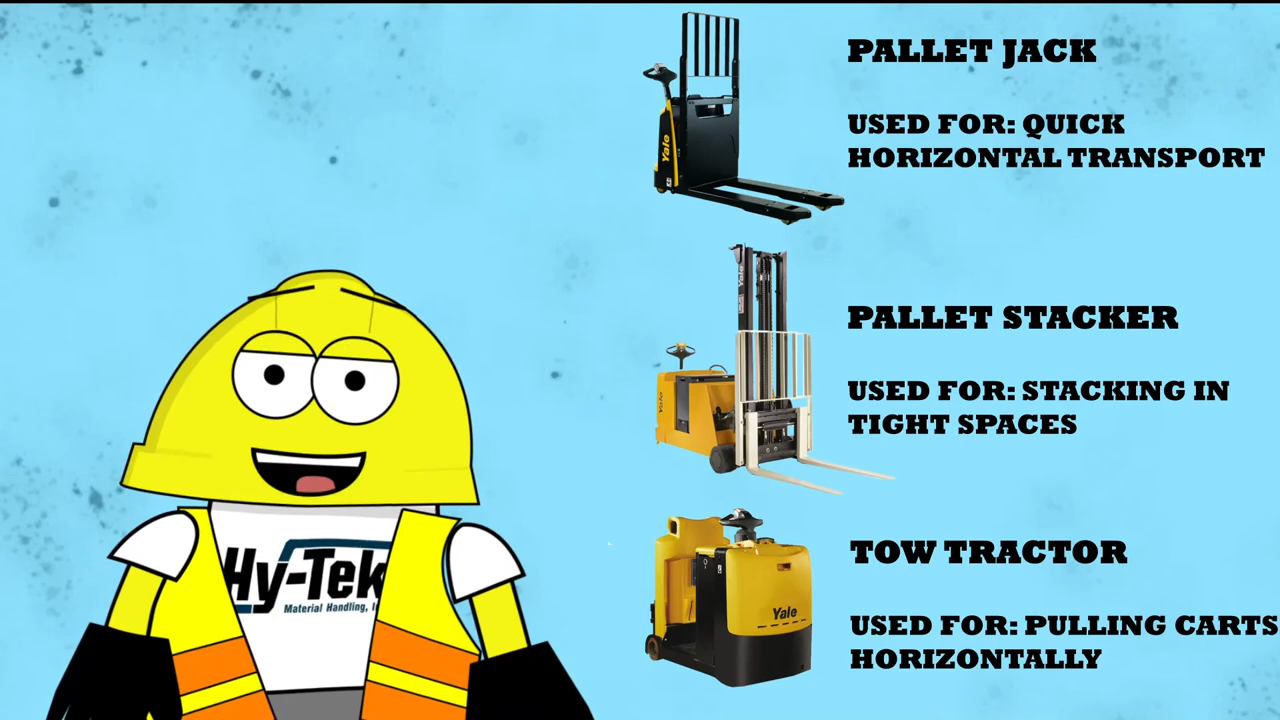 PALLET JACK
USED FOR: QUICK
HORIZONTAL TRANSPORT
Yale
PALLET STACKER
USED FOR: STACKING IN
TIGHT SPACES
Yale
Yale
TOW TRACTOR
USED FOR: PULLING CARTS
HORIZONTALLY
Yale
Hy-Tek
Material Handling, I